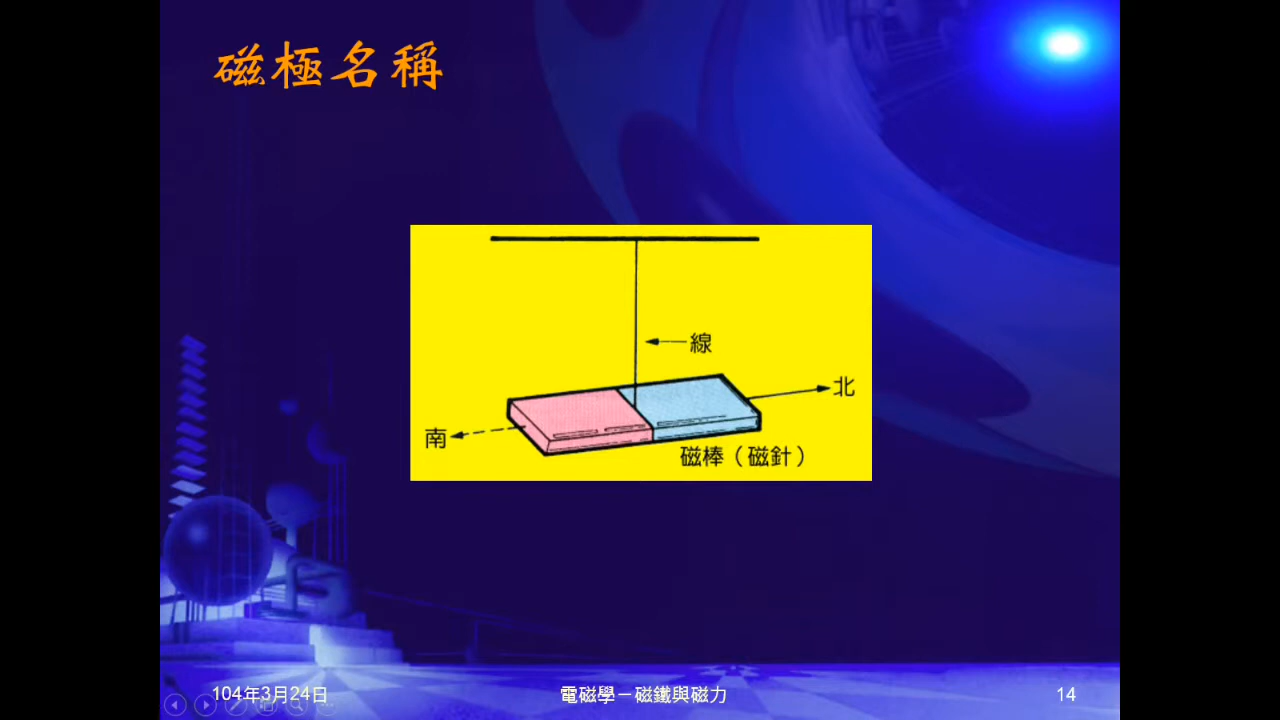 磁極名稱
線
北
南
磁棒（磁針）
104年3月24日
電磁學－磁鐵與磁力
14